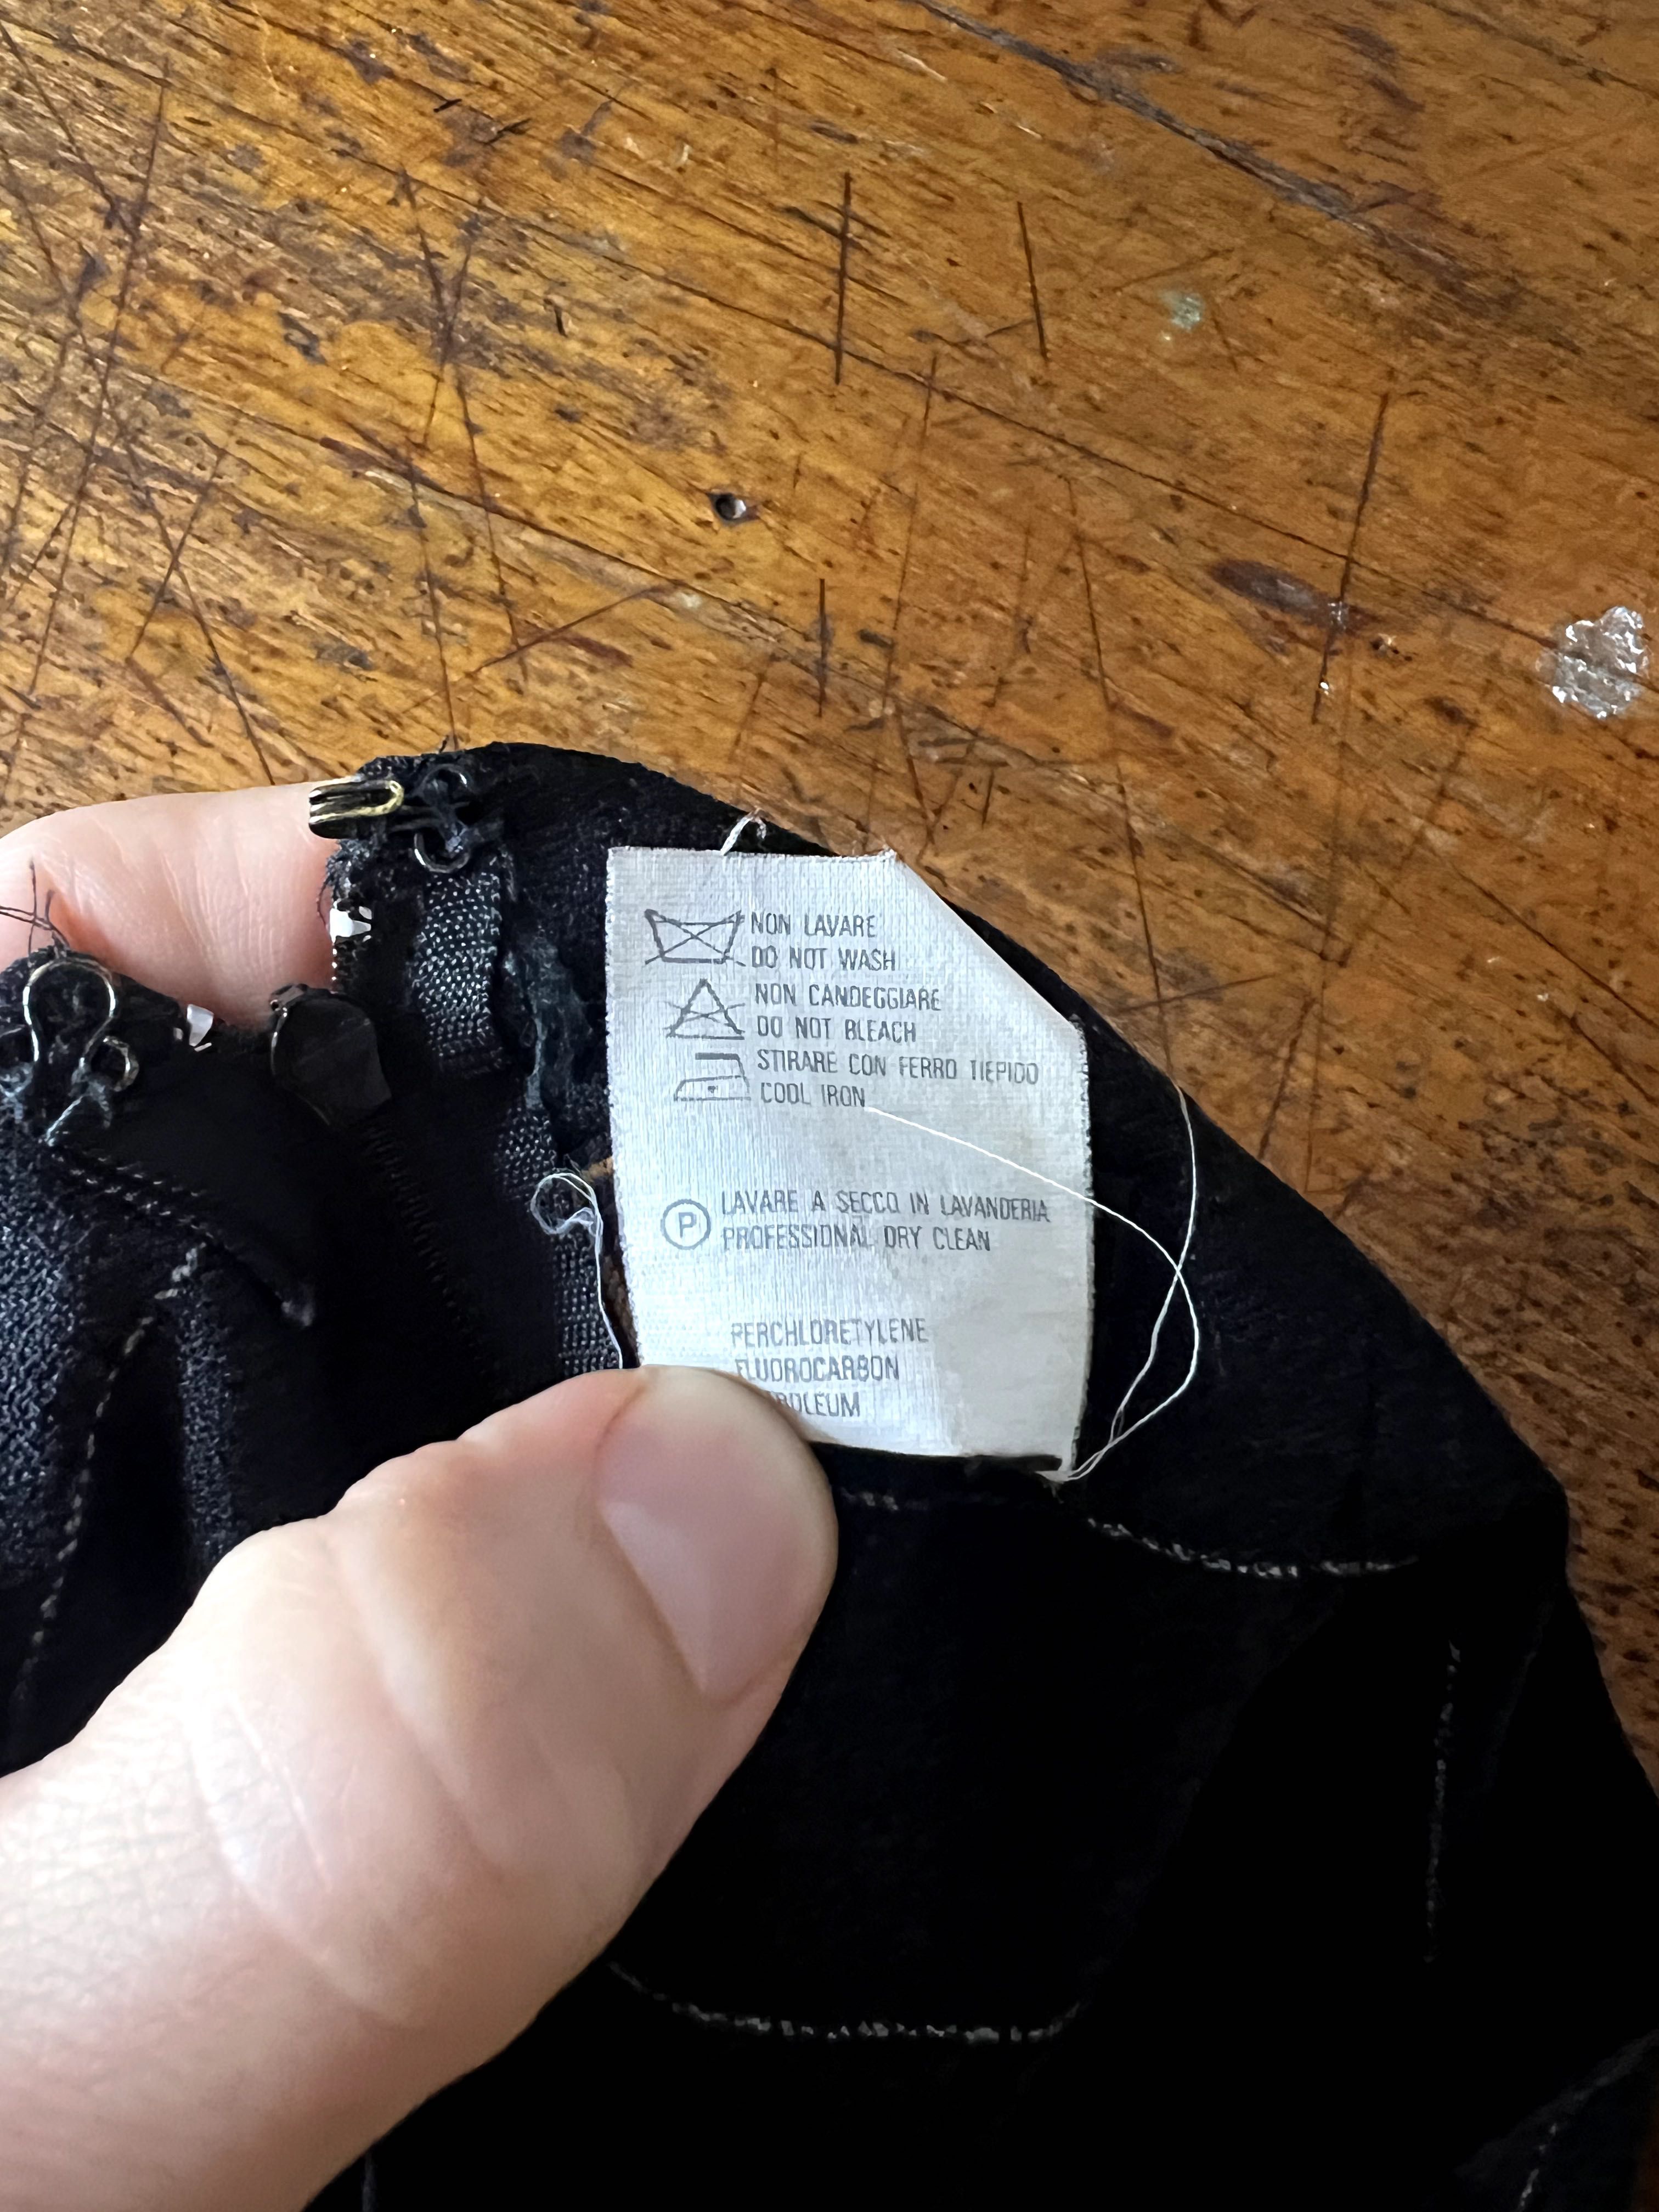 NON LAVARE
DO NOT WASH
NON CANDEGGIARE
DO NOT BLEACH
STIRARE CON FERRO TIEPIDO
COOL IRON
P
LAVARE A SECCO IN LAVANDERIA
PROFESSIONAL DRY CLEAN
PERCHLORETYLENE
FLUOROCARBON